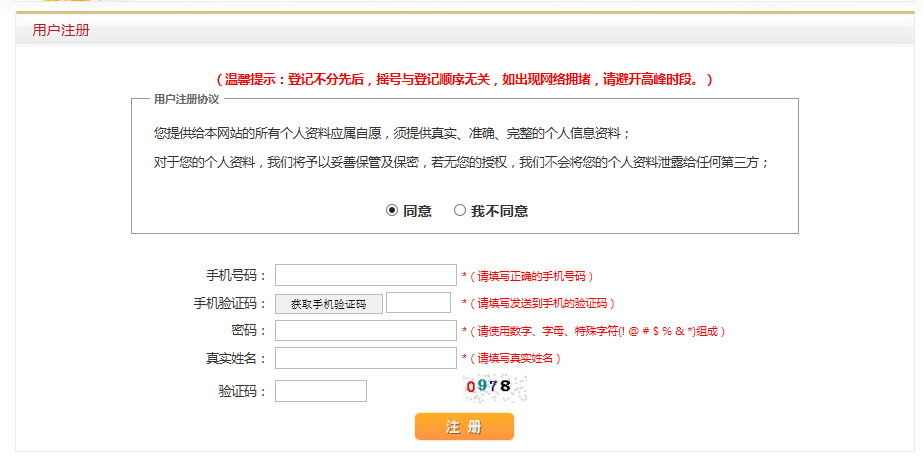 用户注册
（温馨提示：登记不分先后，摇号与登记顺序无关，如出现网络拥堵，请避开高峰时段。）
用户注册协议
您提供给本网站的所有个人资料应属自愿，须提供真实、准确、完整的个人信息资料；
对于您的个人资料，我们将予以妥善保管及保密，若无您的授权，我们不会将您的个人资料泄露给任何第三方；
同意 我不同意
手机号码： *（请填写正确的手机号码）
手机验证码： 获取手机验证码 *（请填写发送到手机的验证码）
密码： *（请使用数字、字母、特殊字符(! @ # $ % & *)组成）
真实姓名： *（请填写真实姓名）
验证码： 0978
注 册